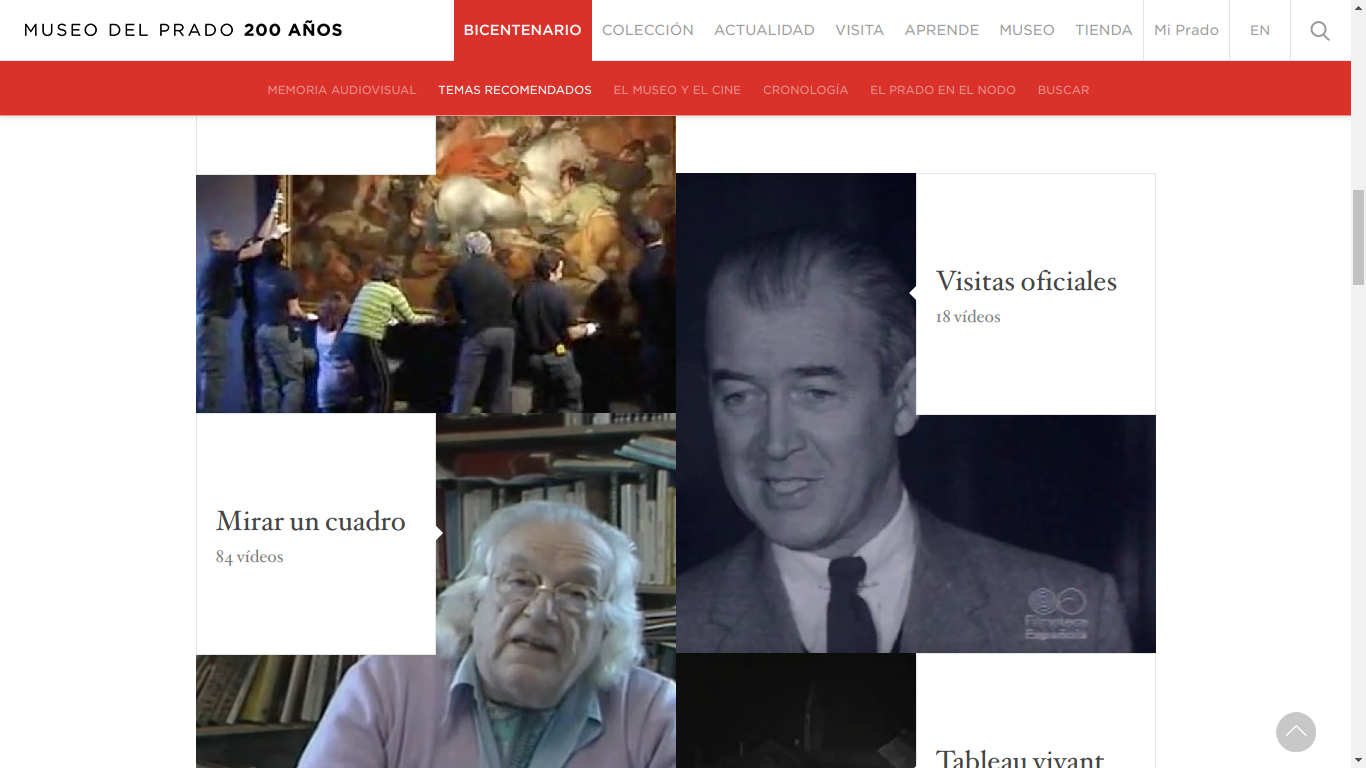 MUSEO DEL PRADO 200 AÑOS
BICENTENARIO COLECCIÓN ACTUALIDAD VISITA APRENDE MUSEO TIENDA Mi Prado EN
MEMORIA AUDIOVISUAL TEMAS RECOMENDADOS EL MUSEO Y EL CINE CRONOLOGÍA EL PRADO EN EL NODO BUSCAR
Visitas oficiales
18 vídeos
Mirar un cuadro
84 vídeos
Filmoteca
Española
Tableau vivant